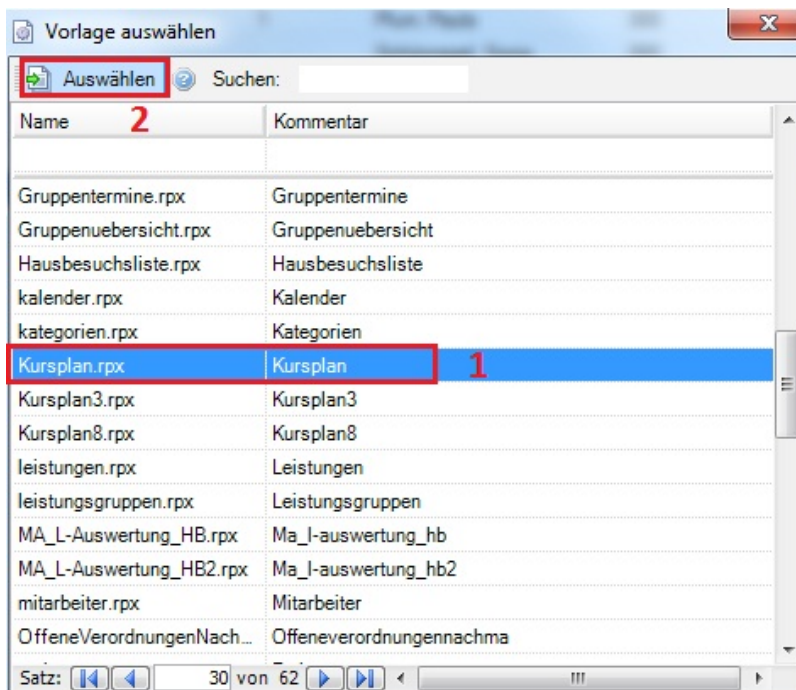 Vorlage auswählen
Auswählen Suchen:
Name 2 Kommentar
Gruppentermine.rpx Gruppentermine
Gruppenuebersicht.rpx Gruppenuebersicht
Hausbesuchsliste.rpx Hausbesuchsliste
kalender.rpx Kalender
kategorien.rpx Kategorien
Kursplan.rpx Kursplan 1
Kursplan3.rpx Kursplan3
Kursplan8.rpx Kursplan8
leistungen.rpx Leistungen
leistungsgruppen.rpx Leistungsgruppen
MA_L-Auswertung_HB.rpx Ma_l-auswertung_hb
MA_L-Auswertung_HB2.rpx Ma_l-auswertung_hb2
mitarbeiter.rpx Mitarbeiter
OffeneVerordnungenNach... Offeneverordnungennachma
Satz: 30 von 62